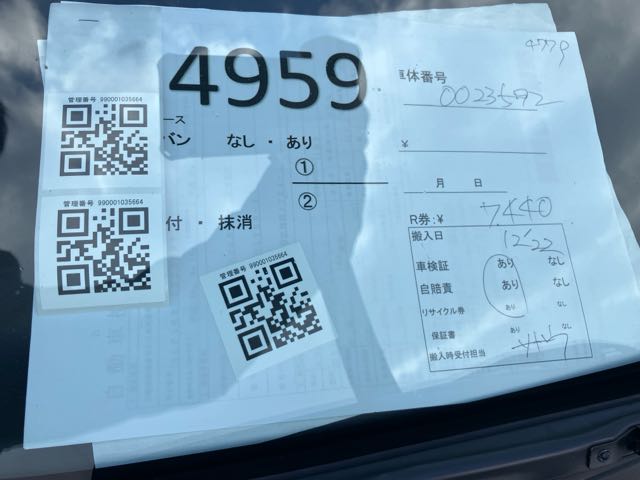 4779
管理番号 990001035664
4959
車体番号
0023592
ース
バン なし・あり
¥
①
②
月 日
管理番号 990001035664
付・抹消
R券:¥ 7,440
搬入日 12/22
車検証 あり なし
自賠責 あり なし
リサイクル券 あり なし
保証書 あり なし
搬入時受付担当
管理番号 990001035664